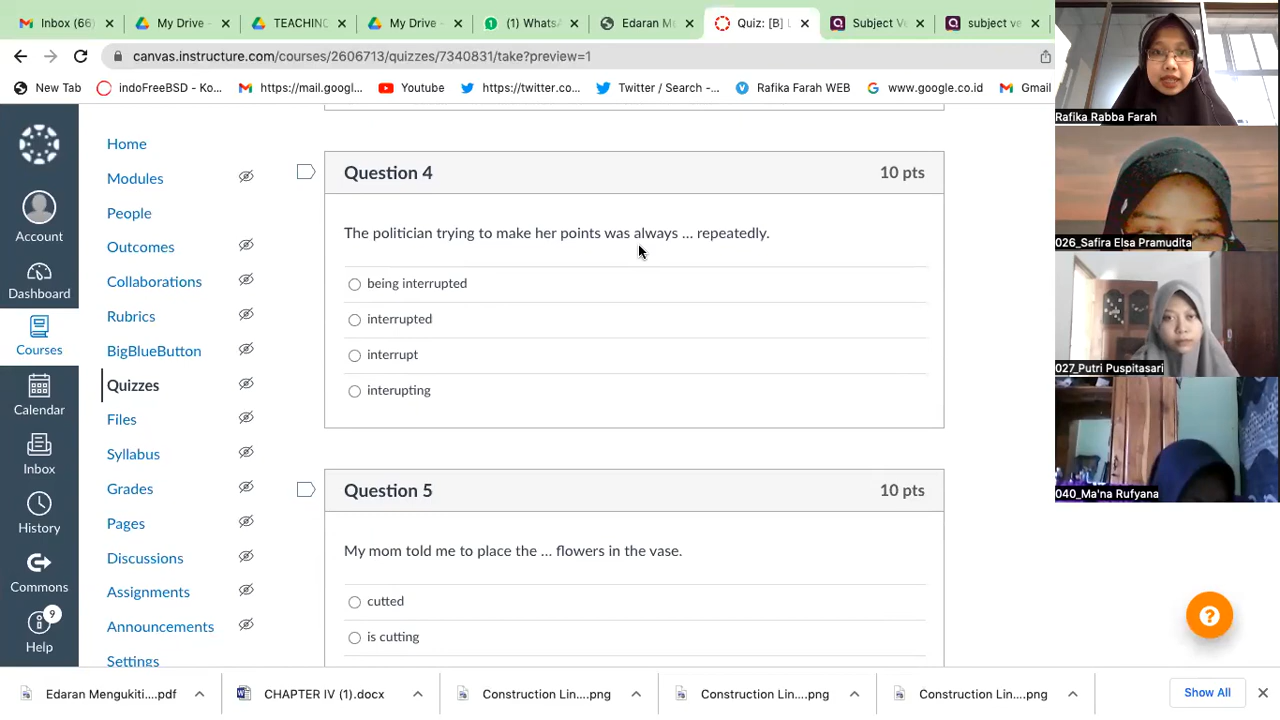 Inbox (66)
My Drive -
TEACHIN
My Drive -
(1) Whats
Edaran Me
Quiz: [B] L
Subject Ve
subject ve
canvas.instructure.com/courses/2606713/quizzes/7340831/take?preview=1
New Tab
indoFreeBSD - Ko...
https://mail.googl...
Youtube
https://twitter.co...
Twitter / Search -...
Rafika Farah WEB
www.google.co.id
Gmail
Account
Dashboard
Courses
Calendar
Inbox
History
Commons
9
Help
Home
Modules
People
Outcomes
Collaborations
Rubrics
BigBlueButton
Quizzes
Files
Syllabus
Grades
Pages
Discussions
Assignments
Announcements
Settings
Question 4
10 pts
The politician trying to make her points was always ... repeatedly.
being interrupted
interrupted
interrupt
interupting
Question 5
10 pts
My mom told me to place the ... flowers in the vase.
cutted
is cutting
Rafika Rabba Farah
026_Safira Elsa Pramudita
027_Putri Puspitasari
040_Ma'na Rufyana
?
Edaran Mengukiti....pdf
CHAPTER IV (1).docx
Construction Lin....png
Construction Lin....png
Construction Lin....png
Show All